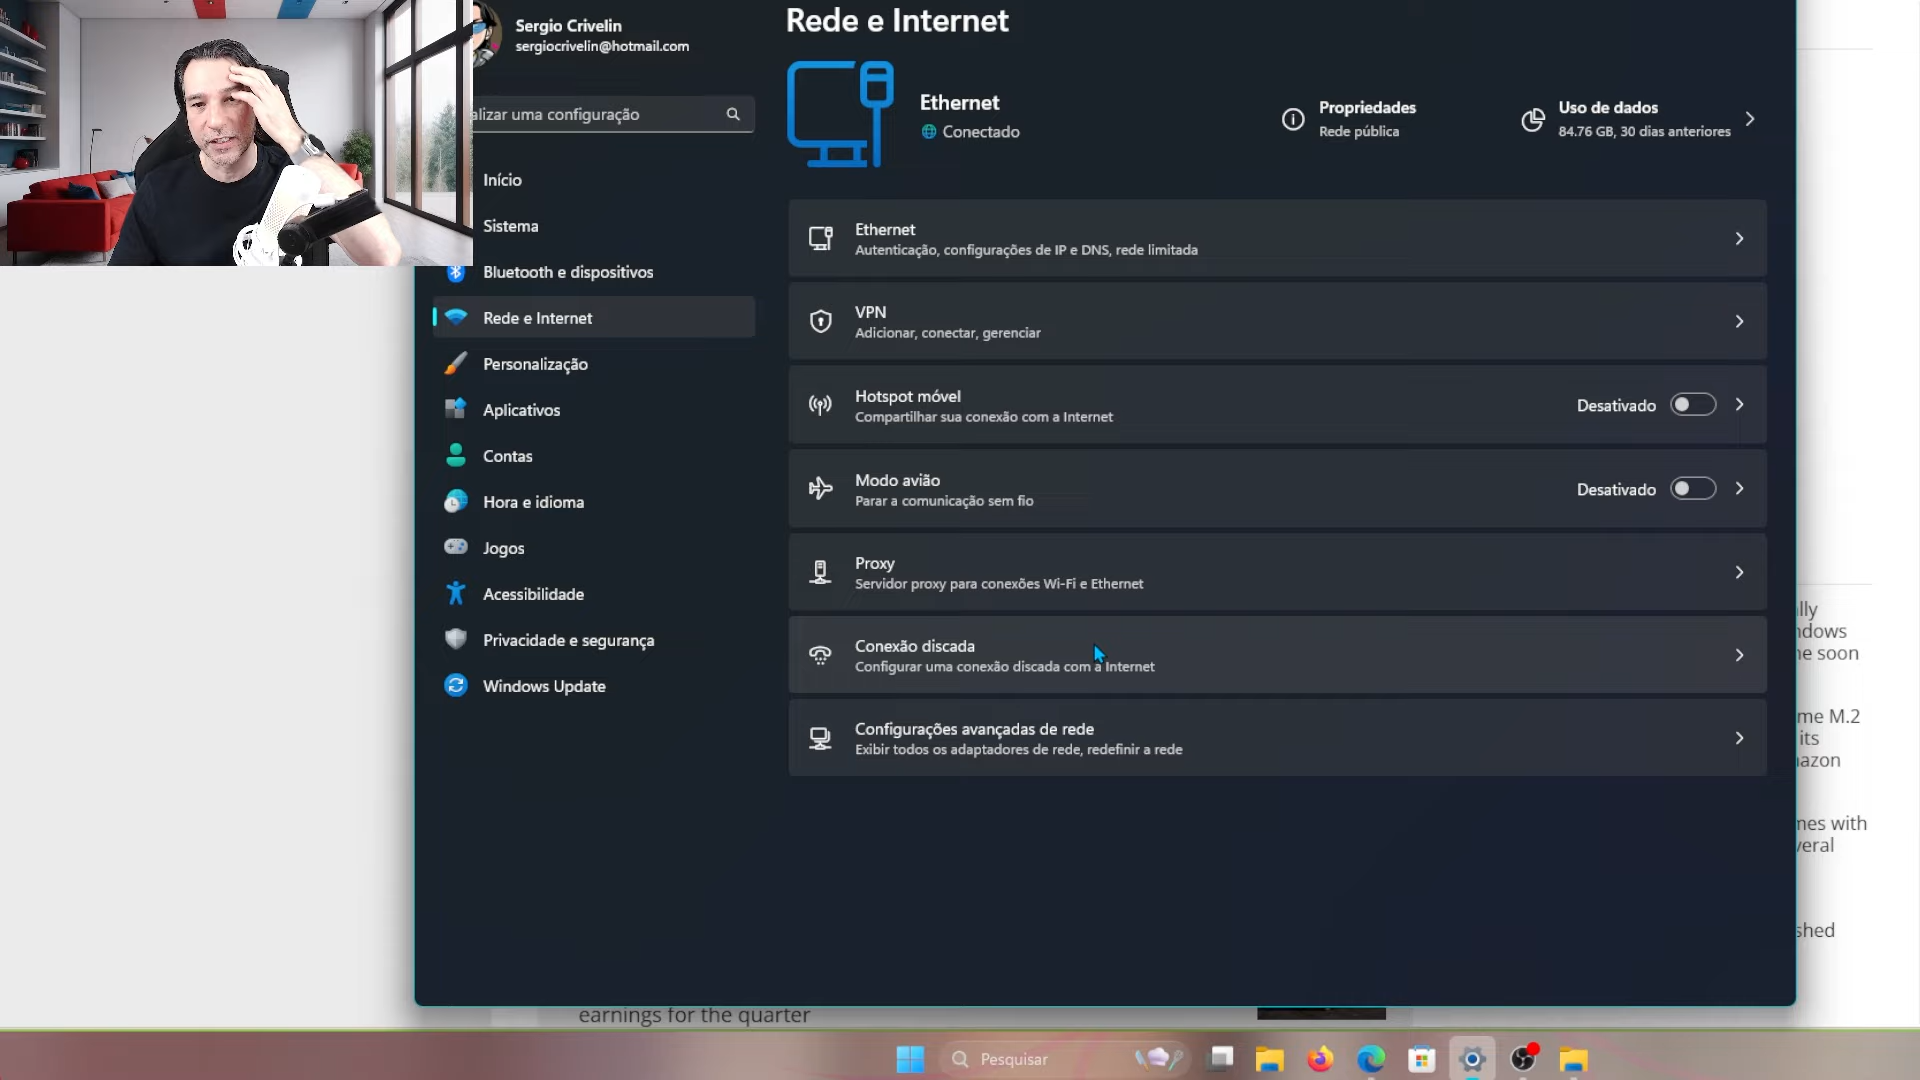 Sergio Crivelin
sergiocrivelin@hotmail.com
alizar uma configuração
Início
Sistema
Bluetooth e dispositivos
Rede e Internet
Personalização
Aplicativos
Contas
Hora e idioma
Jogos
Acessibilidade
Privacidade e segurança
Windows Update
Rede e Internet
Ethernet
Conectado
Propriedades
Rede pública
Uso de dados
84.76 GB, 30 dias anteriores
Ethernet
Autenticação, configurações de IP e DNS, rede limitada
VPN
Adicionar, conectar, gerenciar
Hotspot móvel
Compartilhar sua conexão com a Internet
Desativado
Modo avião
Parar a comunicação sem fio
Desativado
Proxy
Servidor proxy para conexões Wi-Fi e Ethernet
Conexão discada
Configurar uma conexão discada com a Internet
Configurações avançadas de rede
Exibir todos os adaptadores de rede, redefinir a rede
lly
ndows
ne soon
me M.2
its
azon
mes with
veral
shed
earnings for the quarter
Pesquisar